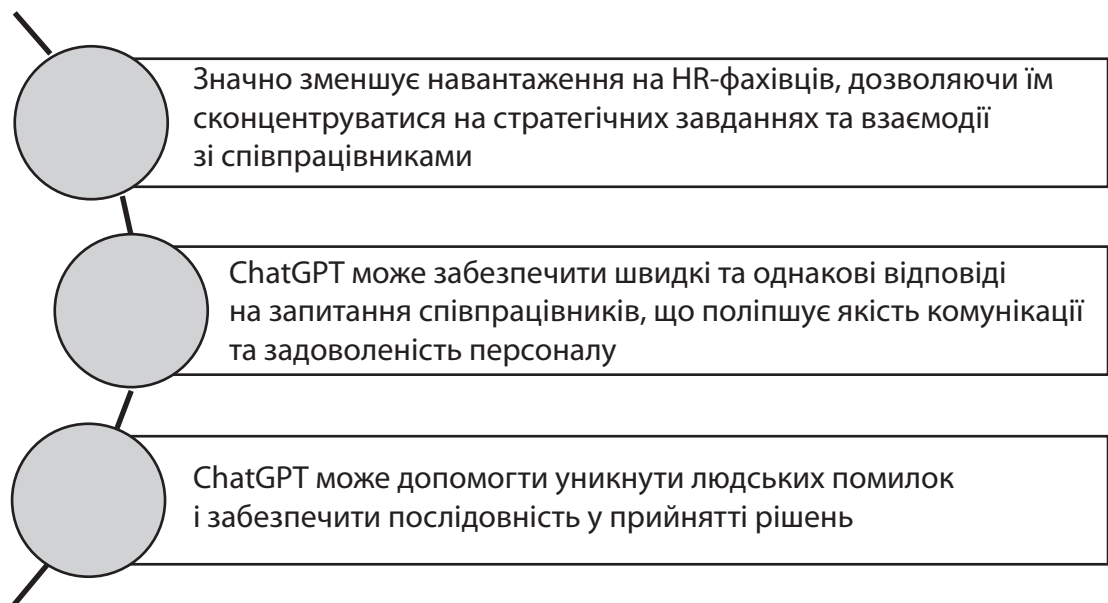 Значно зменшує навантаження на HR-фахівців, дозволяючи їм
сконцентруватися на стратегічних завданнях та взаємодії
зі співпрацівниками
ChatGPT може забезпечити швидкі та однакові відповіді
на запитання співпрацівників, що поліпшує якість комунікації
та задоволеність персоналу
ChatGPT може допомогти уникнути людських помилок
і забезпечити послідовність у прийнятті рішень